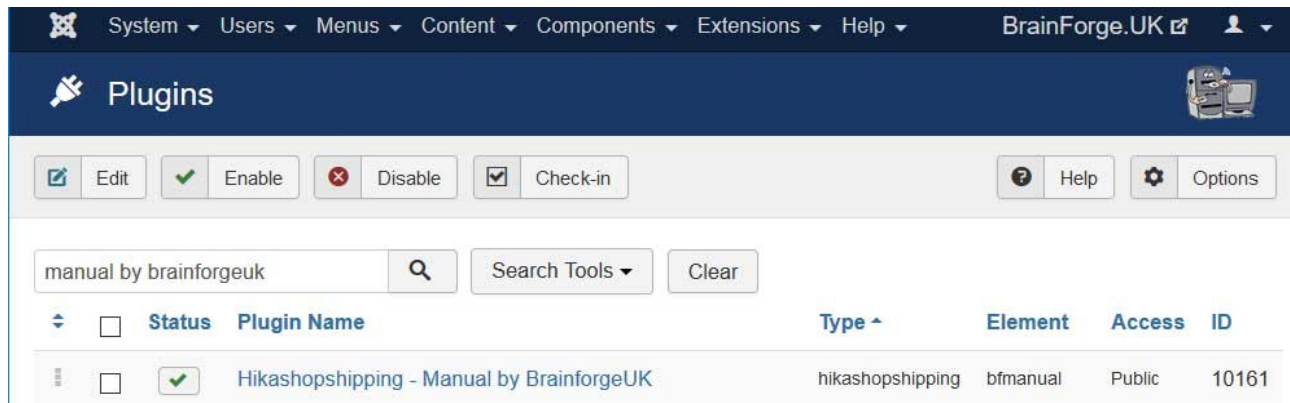 System Users Menus Content Components Extensions Help BrainForge.UK
Plugins
Edit Enable Disable Check-in Help Options
manual by brainforgeuk Search Tools Clear
Status Plugin Name Type Element Access ID
Hikashopshipping - Manual by BrainforgeUK hikashopshipping bfmanual Public 10161